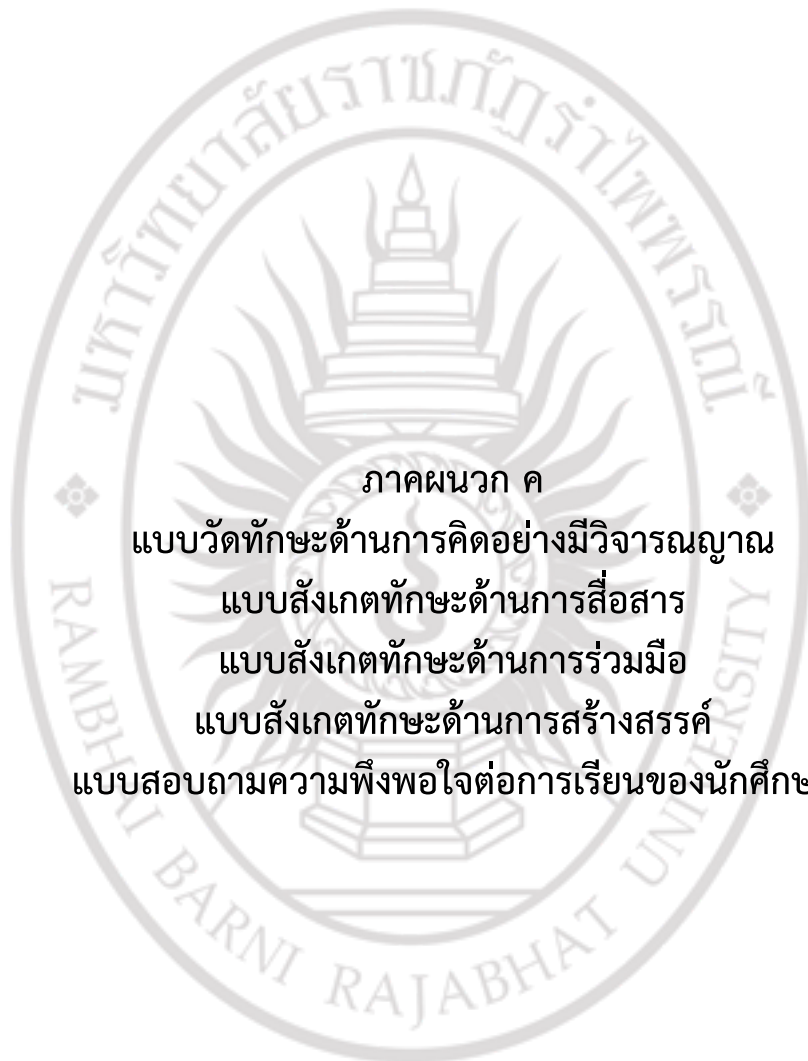 มหาวิทยาลัยราชภัฏรำไพพรรณี
ภาคผนวก ค
แบบวัดทักษะด้านการคิดอย่างมีวิจารณญาณ
แบบสังเกตทักษะด้านการสื่อสาร
แบบสังเกตทักษะด้านการร่วมมือ
แบบสังเกตทักษะด้านการสร้างสรรค์
แบบสอบถามความพึงพอใจต่อการเรียนของนักศึกษ
RAMBHAI BARNI RAJABHAT UNIVERSITY